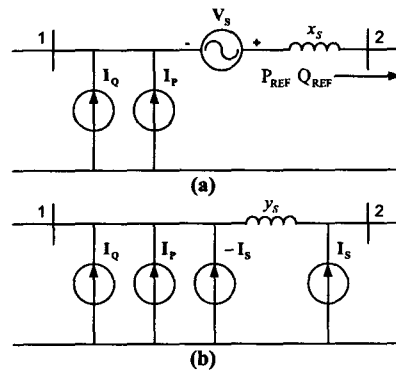 V_S
1 - + x_S 2
I_Q I_P P_REF Q_REF
(a)
1 y_S 2
I_Q I_P -I_S I_S
(b)